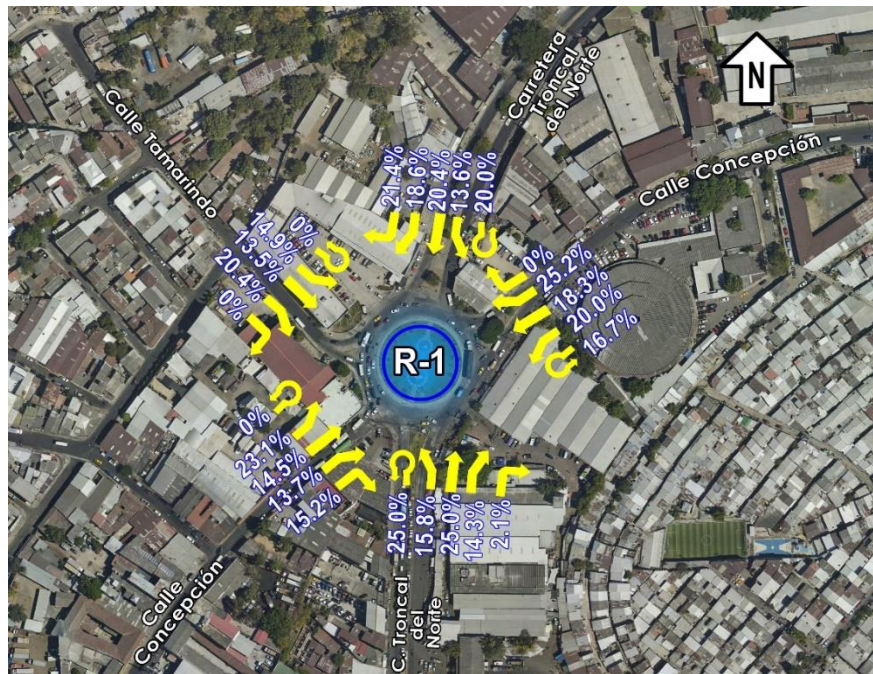 N
Carretera
Troncal
del Norte
Calle Tamarindo
Calle Concepción
21.4%
18.6%
20.4%
13.6%
20.0%
0%
14.9%
13.5%
20.4%
0%
0%
25.2%
18.3%
20.0%
16.7%
R-1
0%
23.1%
14.5%
13.7%
15.2%
25.0%
15.8%
25.0%
14.3%
2.1%
Calle
Concepción
C. Troncal
del
Norte